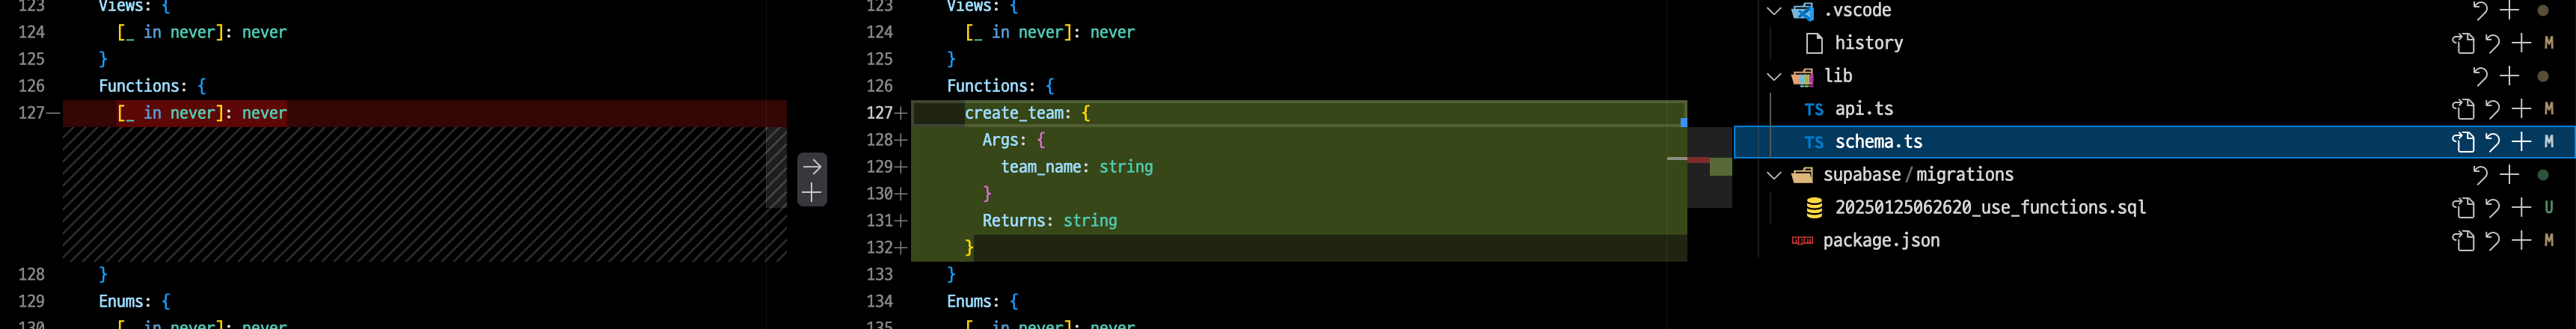 123 Views: {
124 [_ in never]: never
125 }
126 Functions: {
127— [_ in never]: never
128 }
129 Enums: {
130 [_ in never]: never
123 Views: {
124 [_ in never]: never
125 }
126 Functions: {
127+ create_team: {
128+ Args: {
129+ team_name: string
130+ }
131+ Returns: string
132+ }
133 }
134 Enums: {
135 [_ in never]: never
.vscode
history M
lib
TS api.ts M
TS schema.ts M
supabase/migrations
20250125062620_use_functions.sql U
package.json M